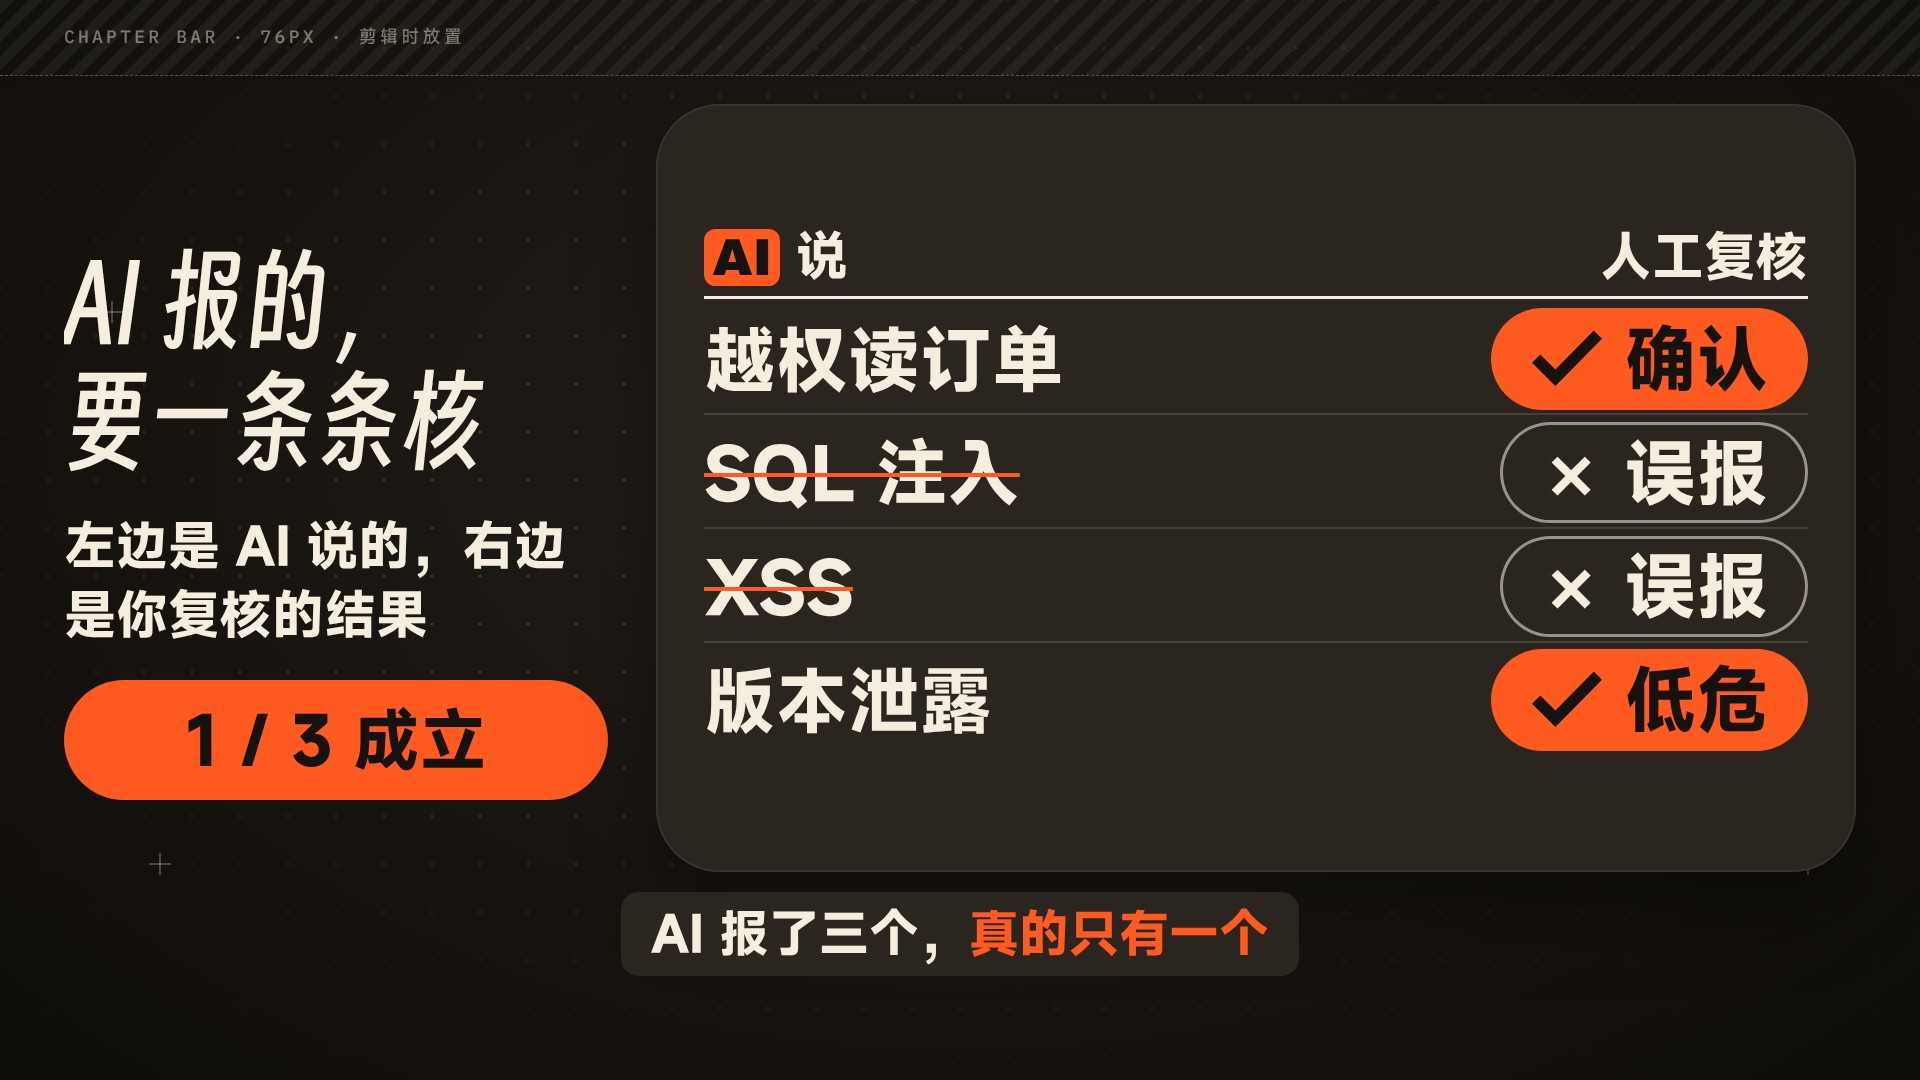 CHAPTER BAR · 76PX · 剪辑时放置
AI 报的，
要一条条核
左边是 AI 说的，右边
是你复核的结果
1 / 3 成立
AI 说
人工复核
越权读订单
✓ 确认
SQL 注入
× 误报
XSS
× 误报
版本泄露
✓ 低危
AI 报了三个，真的只有一个